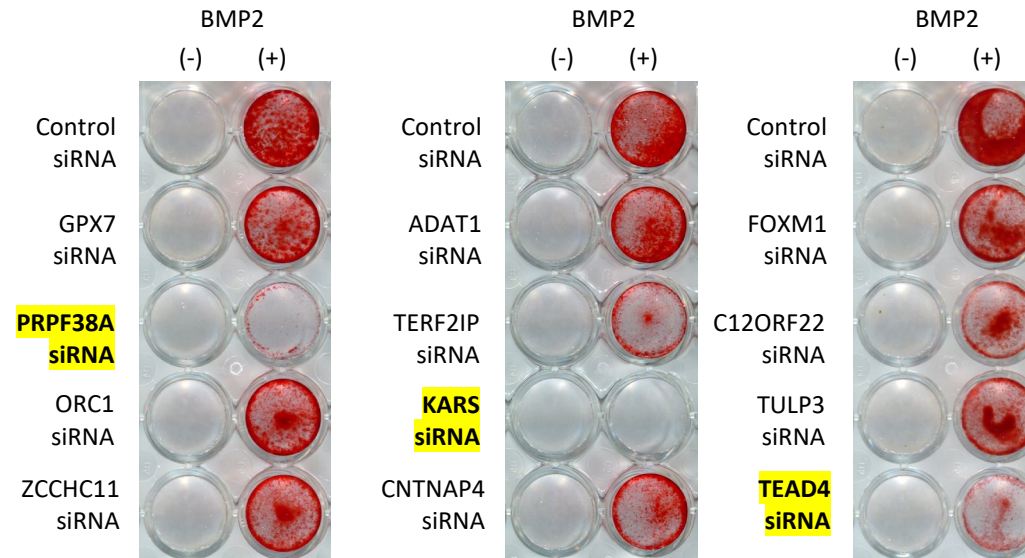 BMP2
(-) (+)
Control
siRNA
GPX7
siRNA
PRPF38A
siRNA
ORC1
siRNA
ZCCHC11
siRNA
BMP2
(-) (+)
Control
siRNA
ADAT1
siRNA
TERF2IP
siRNA
KARS
siRNA
CNTNAP4
siRNA
BMP2
(-) (+)
Control
siRNA
FOXM1
siRNA
C12ORF22
siRNA
TULP3
siRNA
TEAD4
siRNA